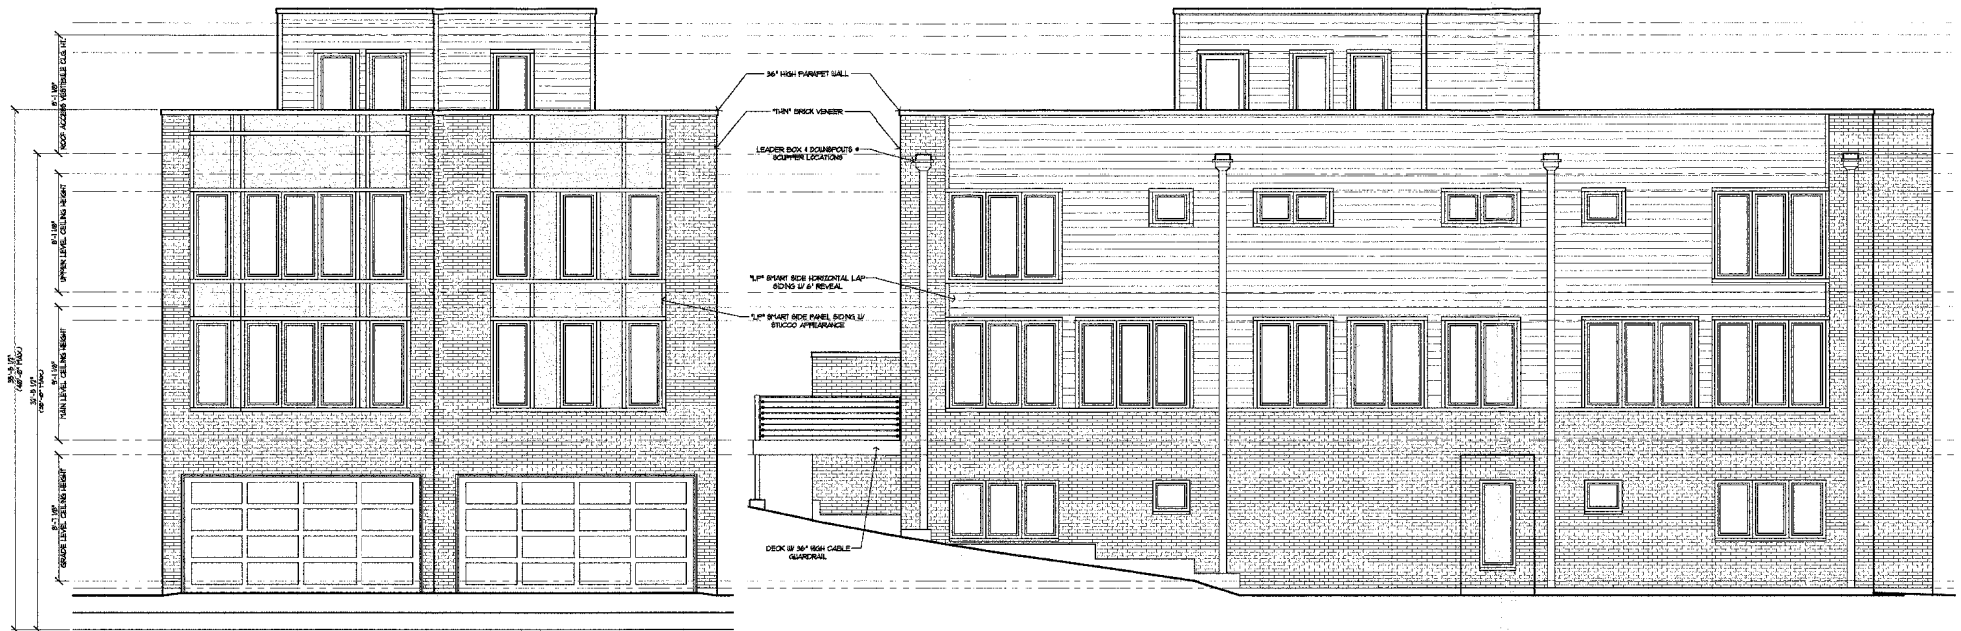 36" HIGH PARAPET WALL
"THIN" BRICK VENEER
LEADER BOX & DOWNSPOUTS @
SCUPPER LOCATIONS
"LP" SMART SIDE HORIZONTAL LAP
SIDING W/ 6" REVEAL
"LP" SMART SIDE PANEL SIDING W/
STUCCO APPEARANCE
DECK W/ 36" HIGH CABLE
GUARDRAIL
ROOF ACCESS VESTIBULE CLG HT.
UPPER LEVEL CEILING HEIGHT
MAIN LEVEL CEILING HEIGHT
GRADE LEVEL CEILING HEIGHT